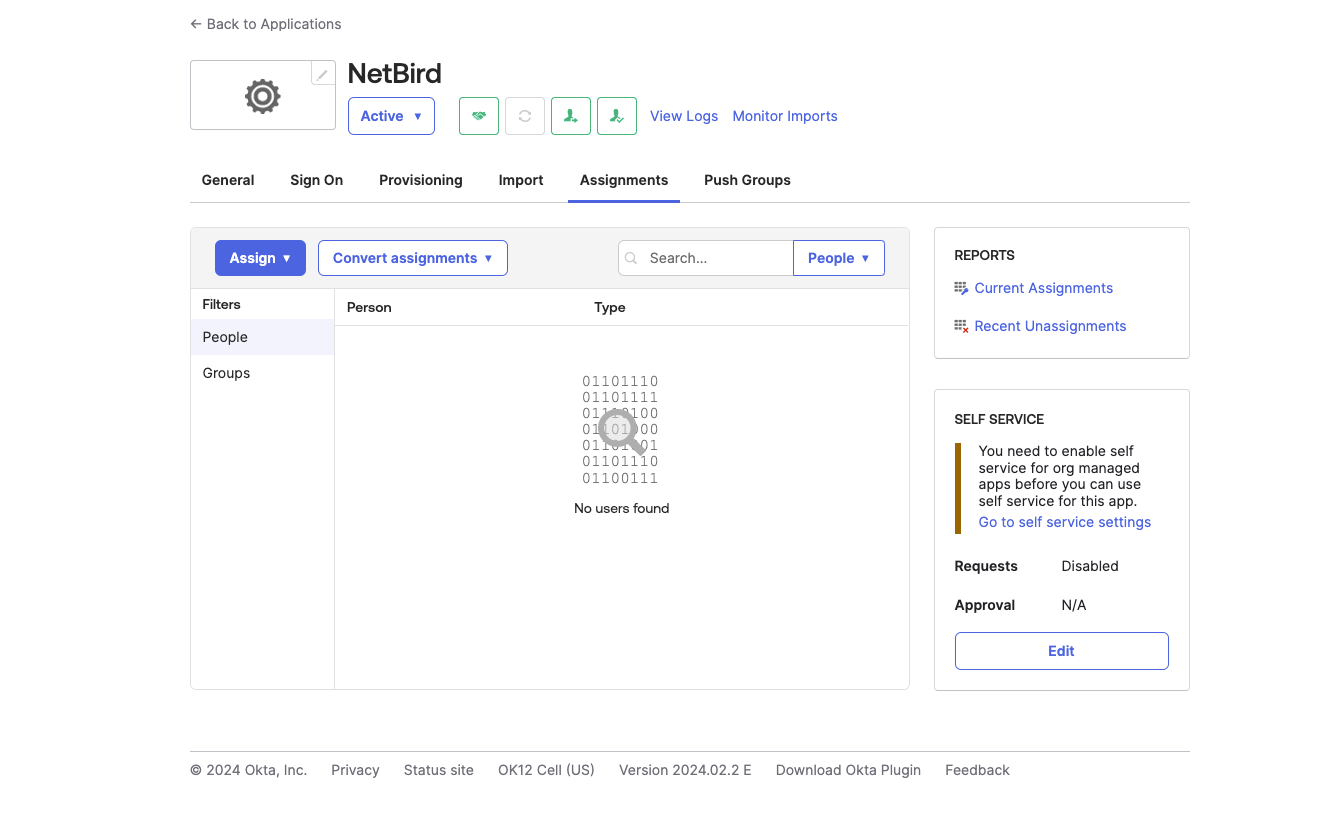 ← Back to Applications
NetBird
Active ▼
View Logs
Monitor Imports
General
Sign On
Provisioning
Import
Assignments
Push Groups
Assign ▼
Convert assignments ▼
Search...
People ▼
Filters
People
Groups
Person
Type
01101110
01101111
01110100
01101000
01101001
01101110
01100111
No users found
REPORTS
Current Assignments
Recent Unassignments
SELF SERVICE
You need to enable self
service for org managed
apps before you can use
self service for this app.
Go to self service settings
Requests
Disabled
Approval
N/A
Edit
© 2024 Okta, Inc.
Privacy
Status site
OK12 Cell (US)
Version 2024.02.2 E
Download Okta Plugin
Feedback